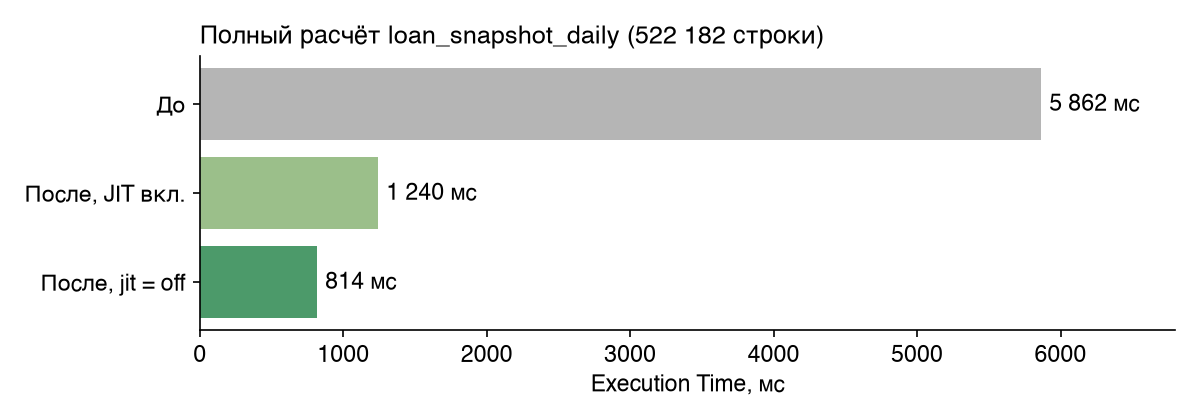 Полный расчёт loan_snapshot_daily (522 182 строки)
До
5 862 мс
После, JIT вкл.
1 240 мс
После, jit = off
814 мс
0 1000 2000 3000 4000 5000 6000
Execution Time, мс